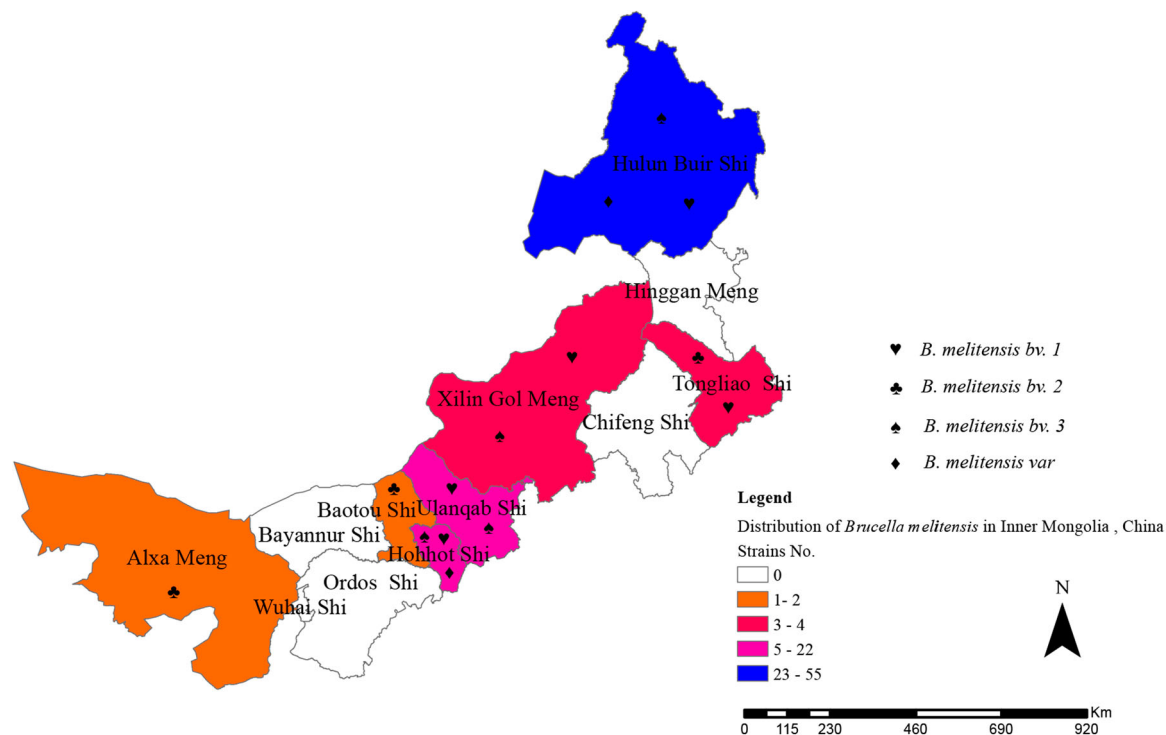 Hulun Buir Shi
Hinggan Meng
Tongliao Shi
Xilin Gol Meng
Chifeng Shi
Ulanqab Shi
Baotou Shi
Bayannur Shi
Hohhot Shi
Alxa Meng
Ordos Shi
Wuhai Shi
B. melitensis bv. 1
B. melitensis bv. 2
B. melitensis bv. 3
B. melitensis var
Legend
Distribution of Brucella melitensis in Inner Mongolia , China
Strains No.
0
1- 2
3 - 4
5 - 22
23 - 55
N
Km
0 115 230 460 690 920